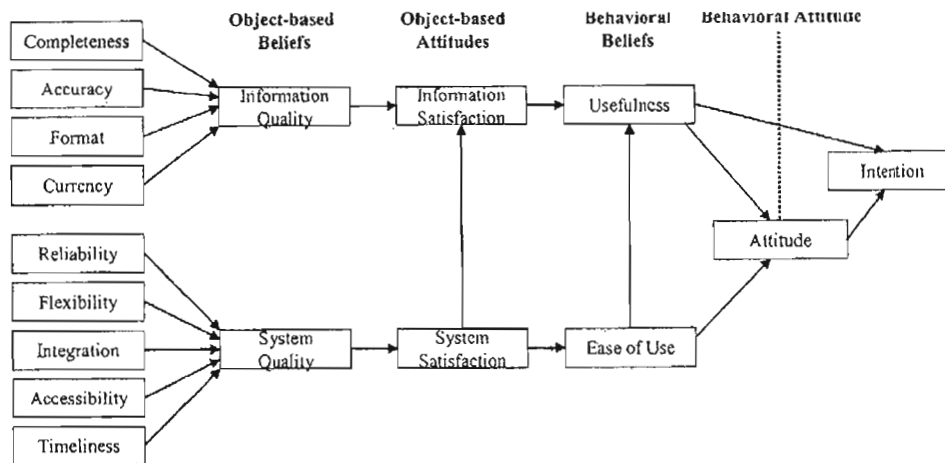 Object-based
Beliefs
Object-based
Attitudes
Behavioral
Beliefs
Behavioral Attitude
Completeness
Accuracy
Format
Currency
Information
Quality
Information
Satisfaction
Usefulness
Intention
Attitude
Reliability
Flexibility
Integration
Accessibility
Timeliness
System
Quality
System
Satisfaction
Ease of Use